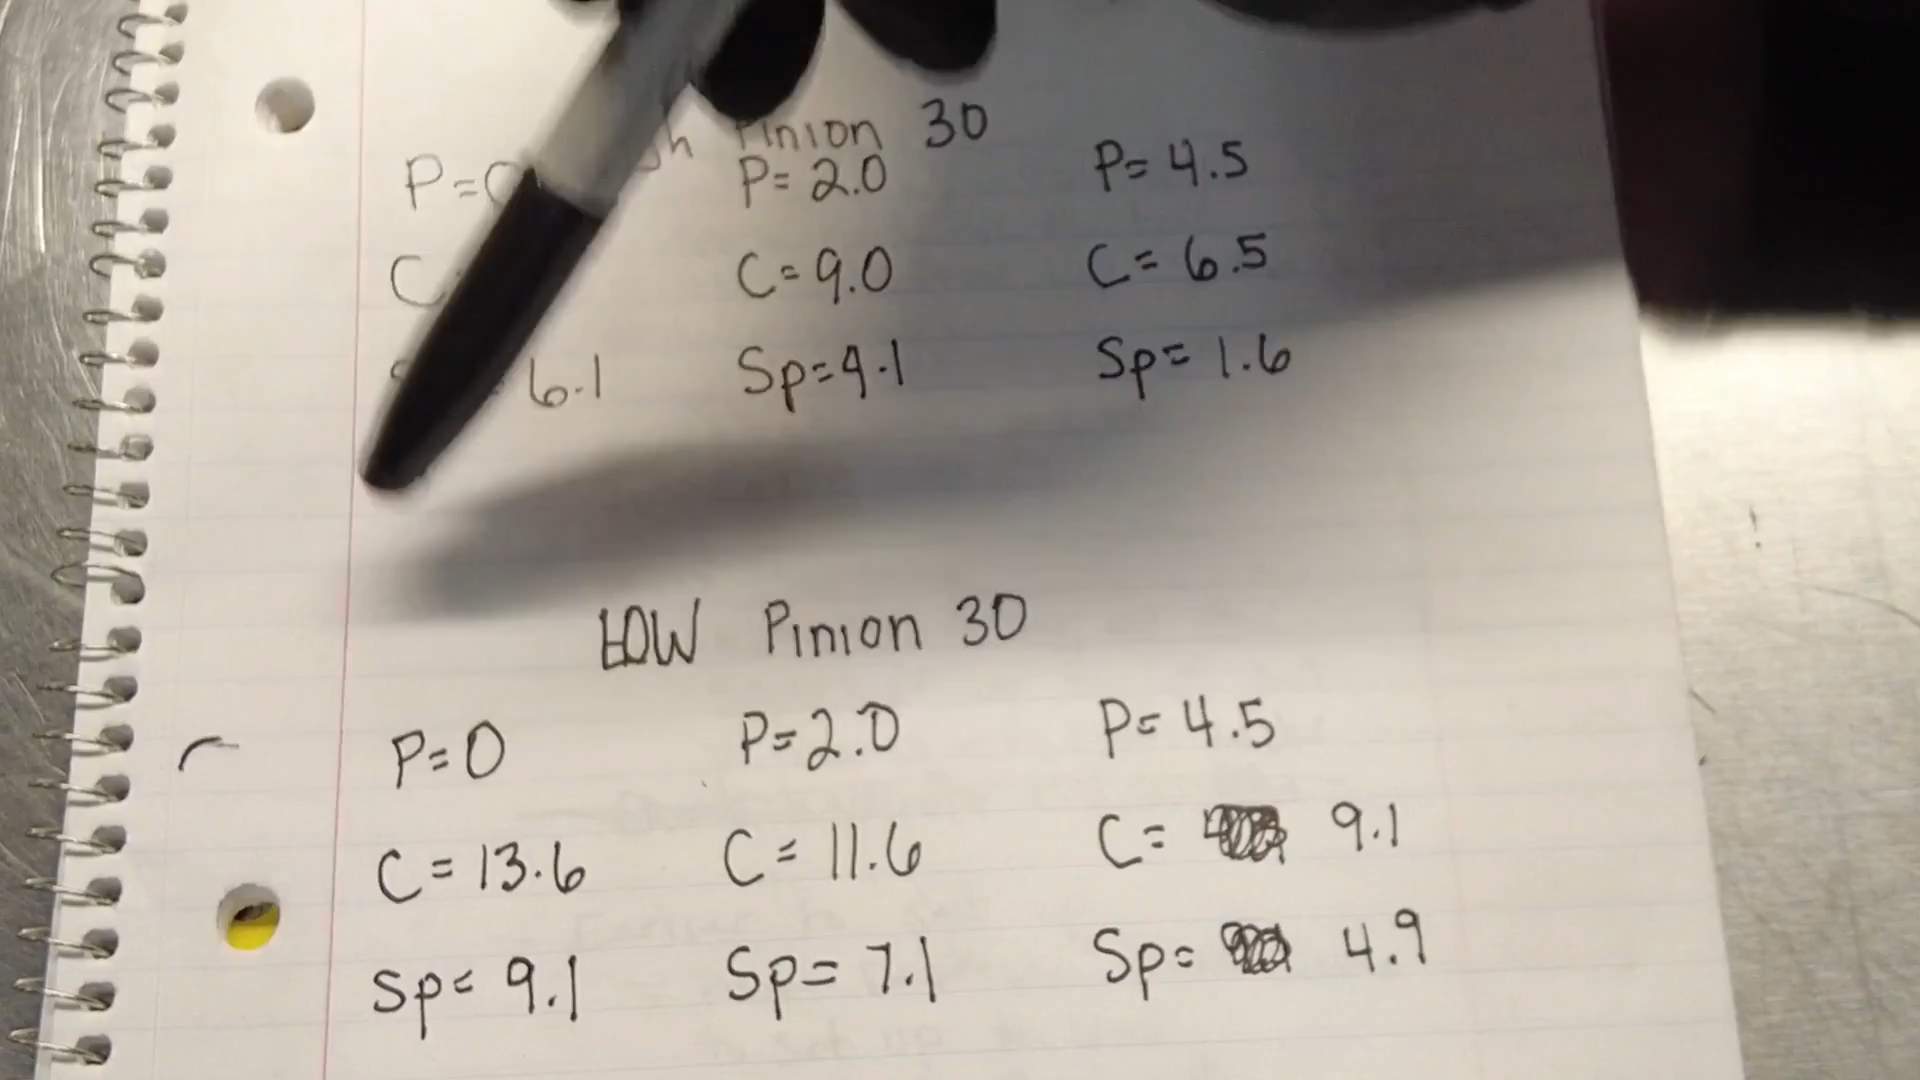 Pinion 30
P= P= 2.0 P= 4.5
C C= 9.0 C= 6.5
6.1 Sp= 4.1 Sp= 1.6
LOW Pinion 30
P= 0 P= 2.0 P= 4.5
C= 13.6 C= 11.6 C= 9.1
Sp= 9.1 Sp= 7.1 Sp= 4.9